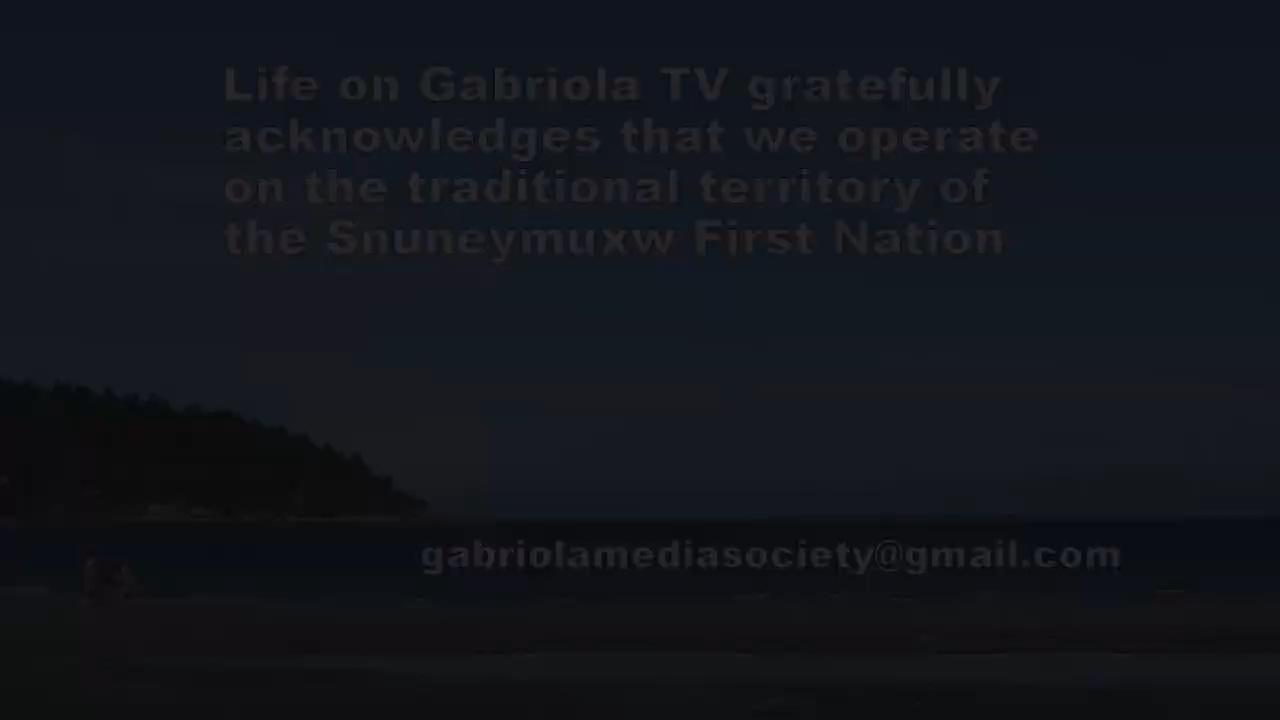 Life on Gabriola TV gratefully
acknowledges that we operate
on the traditional territory of
the Snuneymuxw First Nation
gabriolamediasociety@gmail.com